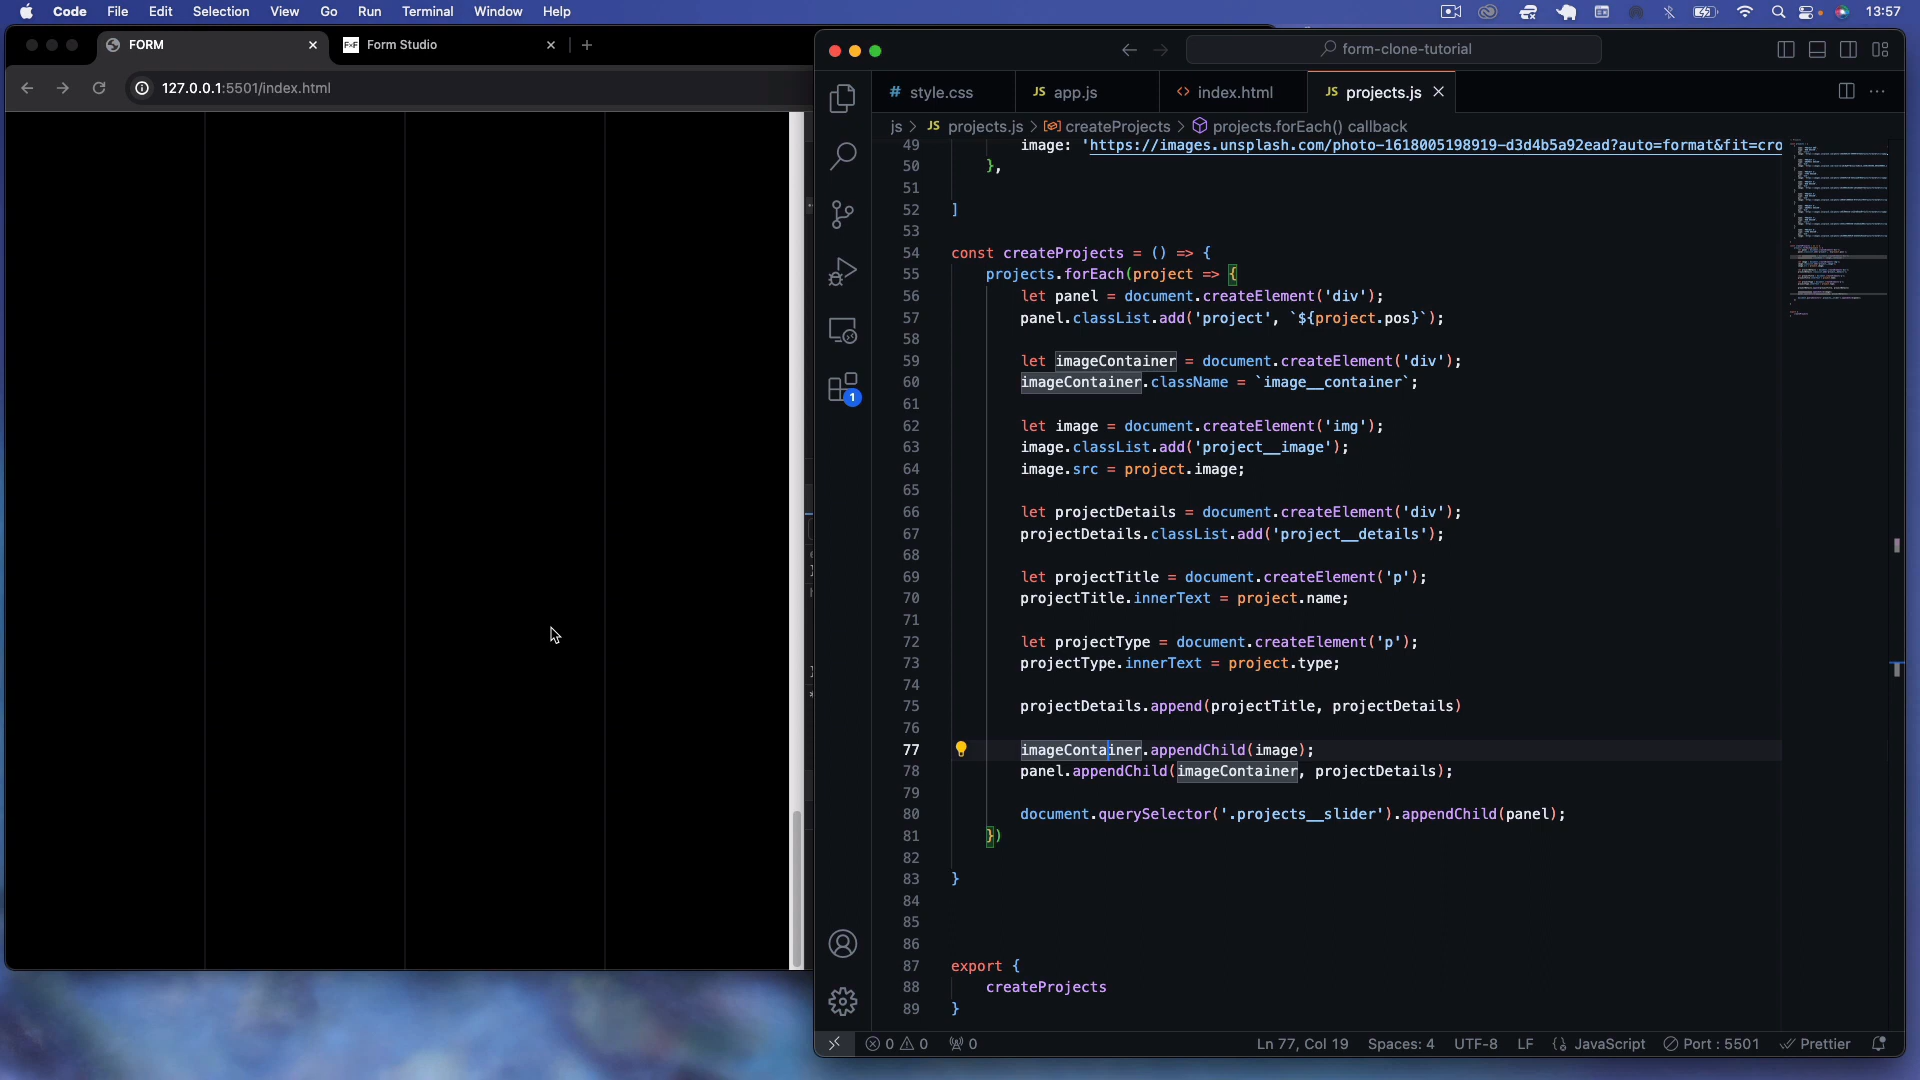 Code File Edit Selection View Go Run Terminal Window Help 13:57
FORM
FxF Form Studio
127.0.0.1:5501/index.html
form-clone-tutorial
# style.css
JS app.js
<> index.html
JS projects.js
js > JS projects.js > createProjects > projects.forEach() callback
49 image: 'https://images.unsplash.com/photo-1618005198919-d3d4b5a92ead?auto=format&fit=cro
50 },
51
52 ]
53
54 const createProjects = () => {
55 projects.forEach(project => {
56 let panel = document.createElement('div');
57 panel.classList.add('project', `${project.pos}`);
58
59 let imageContainer = document.createElement('div');
60 imageContainer.className = `image__container`;
61
62 let image = document.createElement('img');
63 image.classList.add('project__image');
64 image.src = project.image;
65
66 let projectDetails = document.createElement('div');
67 projectDetails.classList.add('project__details');
68
69 let projectTitle = document.createElement('p');
70 projectTitle.innerText = project.name;
71
72 let projectType = document.createElement('p');
73 projectType.innerText = project.type;
74
75 projectDetails.append(projectTitle, projectDetails)
76
77 imageContainer.appendChild(image);
78 panel.appendChild(imageContainer, projectDetails);
79
80 document.querySelector('.projects__slider').appendChild(panel);
81 })
82
83 }
84
85
86
87 export {
88 createProjects
89 }
1
0 0 0 Ln 77, Col 19 Spaces: 4 UTF-8 LF {} JavaScript Port : 5501 Prettier